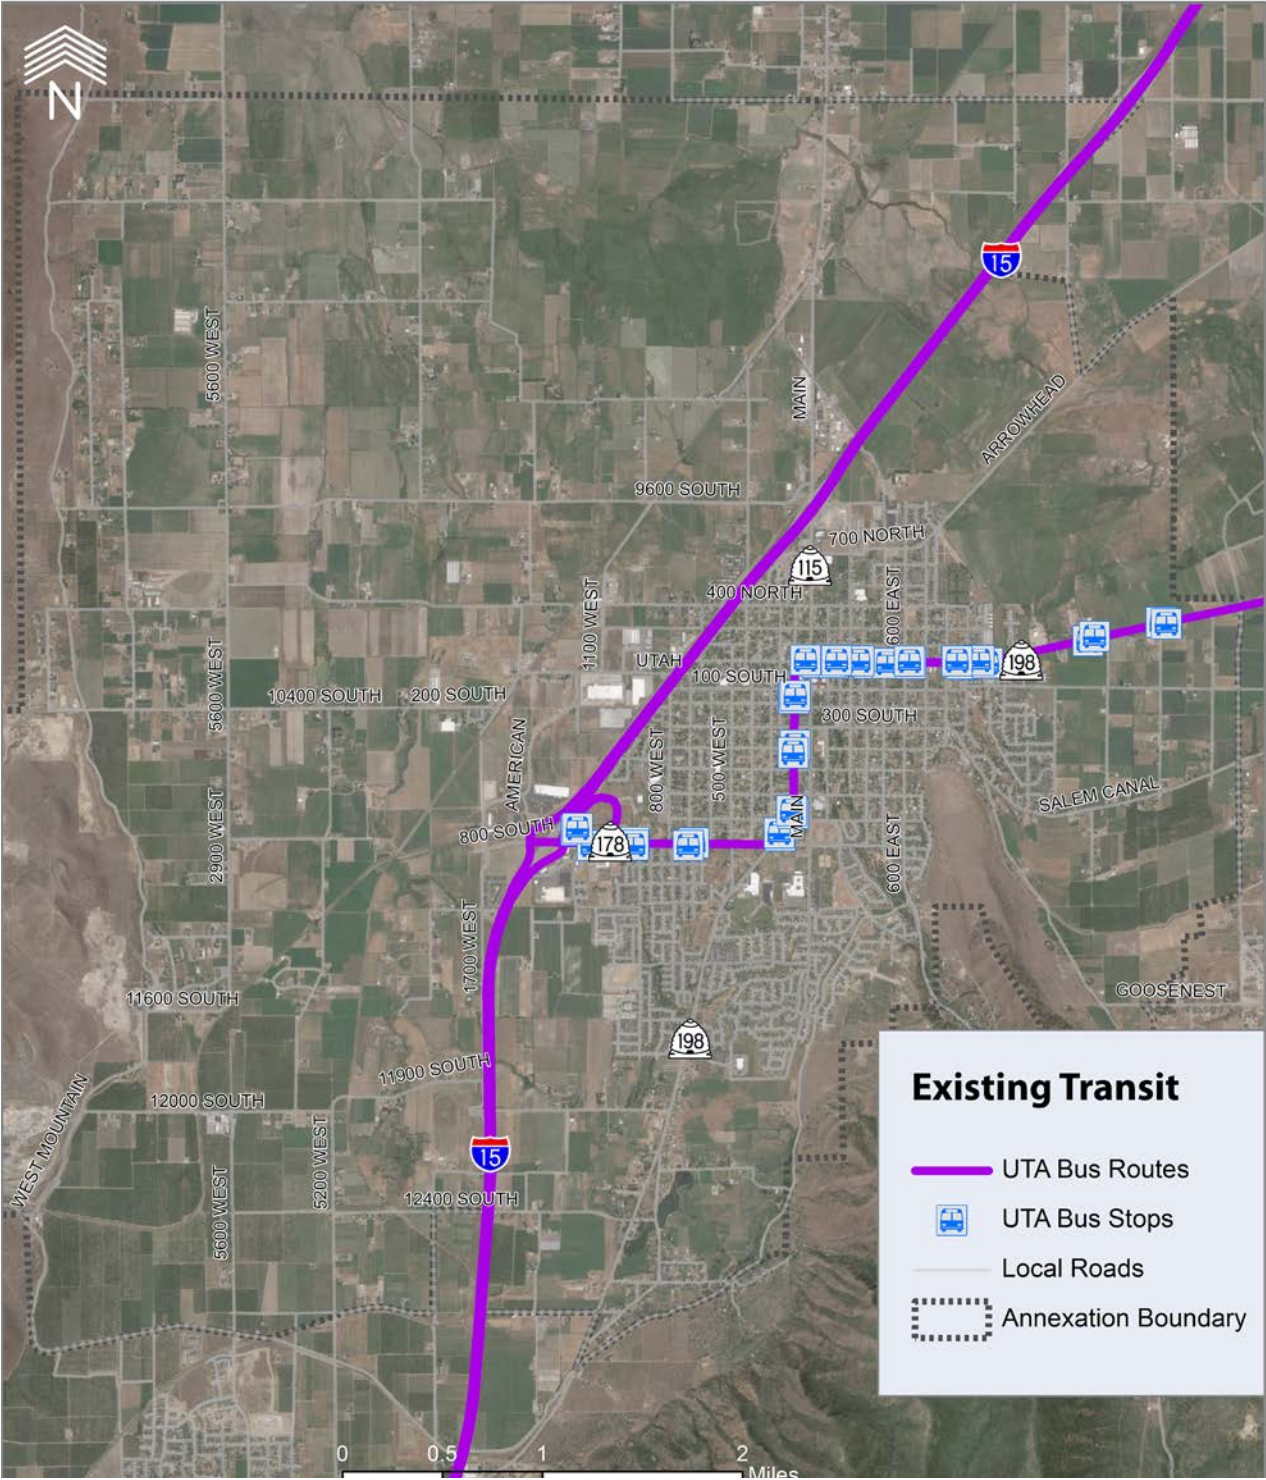 N
15
5600 WEST
MAIN
ARROWHEAD
9600 SOUTH
700 NORTH
115
400 NORTH
1100 WEST
600 EAST
UTAH
198
100 SOUTH
5600 WEST
10400 SOUTH
200 SOUTH
300 SOUTH
AMERICAN
800 WEST
500 WEST
SALEM CANAL
2900 WEST
800 SOUTH
178
MAIN
600 EAST
1700 WEST
11600 SOUTH
GOOSENEST
198
11900 SOUTH
12000 SOUTH
WEST MOUNTAIN
5200 WEST
15
5600 WEST
12400 SOUTH
Existing Transit
UTA Bus Routes
UTA Bus Stops
Local Roads
Annexation Boundary
0 0.5 1 2
Miles